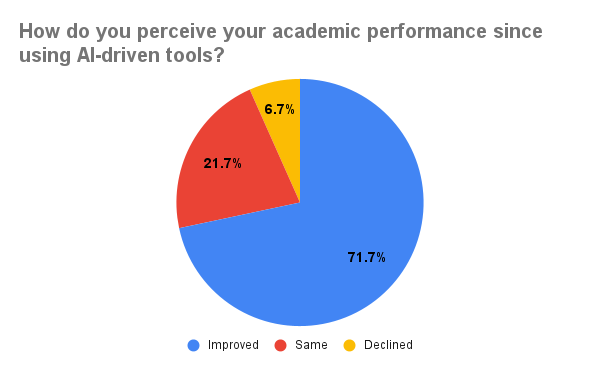 How do you perceive your academic performance since
using AI-driven tools?
6.7%
21.7%
71.7%
Improved Same Declined